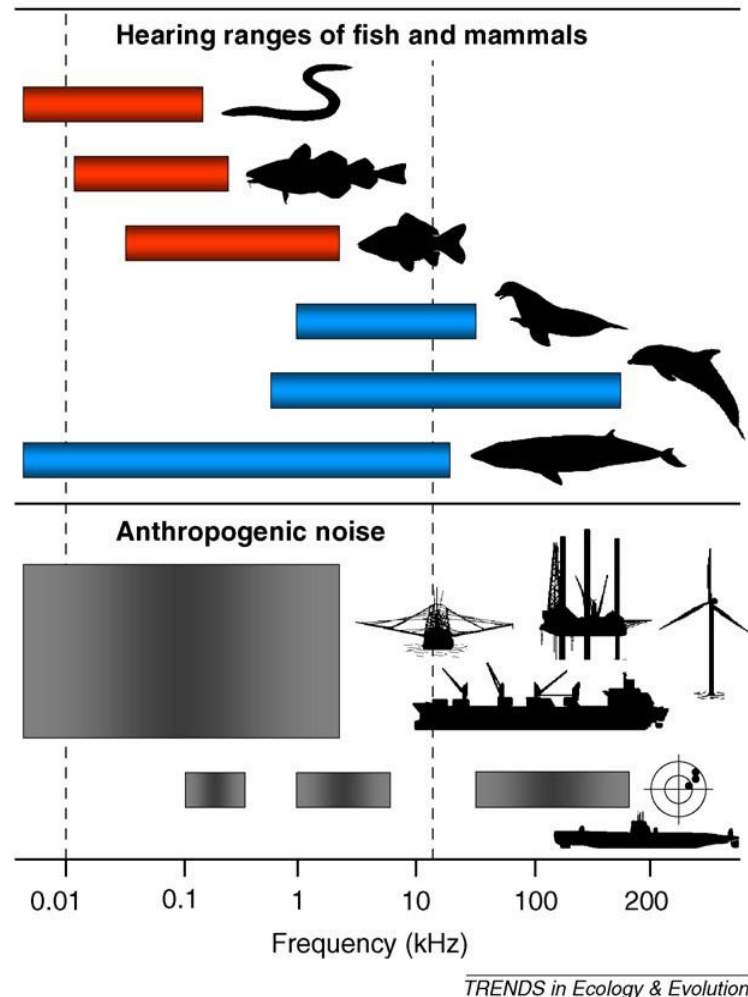 Hearing ranges of fish and mammals
Anthropogenic noise
0.01 0.1 1 10 100 200
Frequency (kHz)
TRENDS in Ecology & Evolution